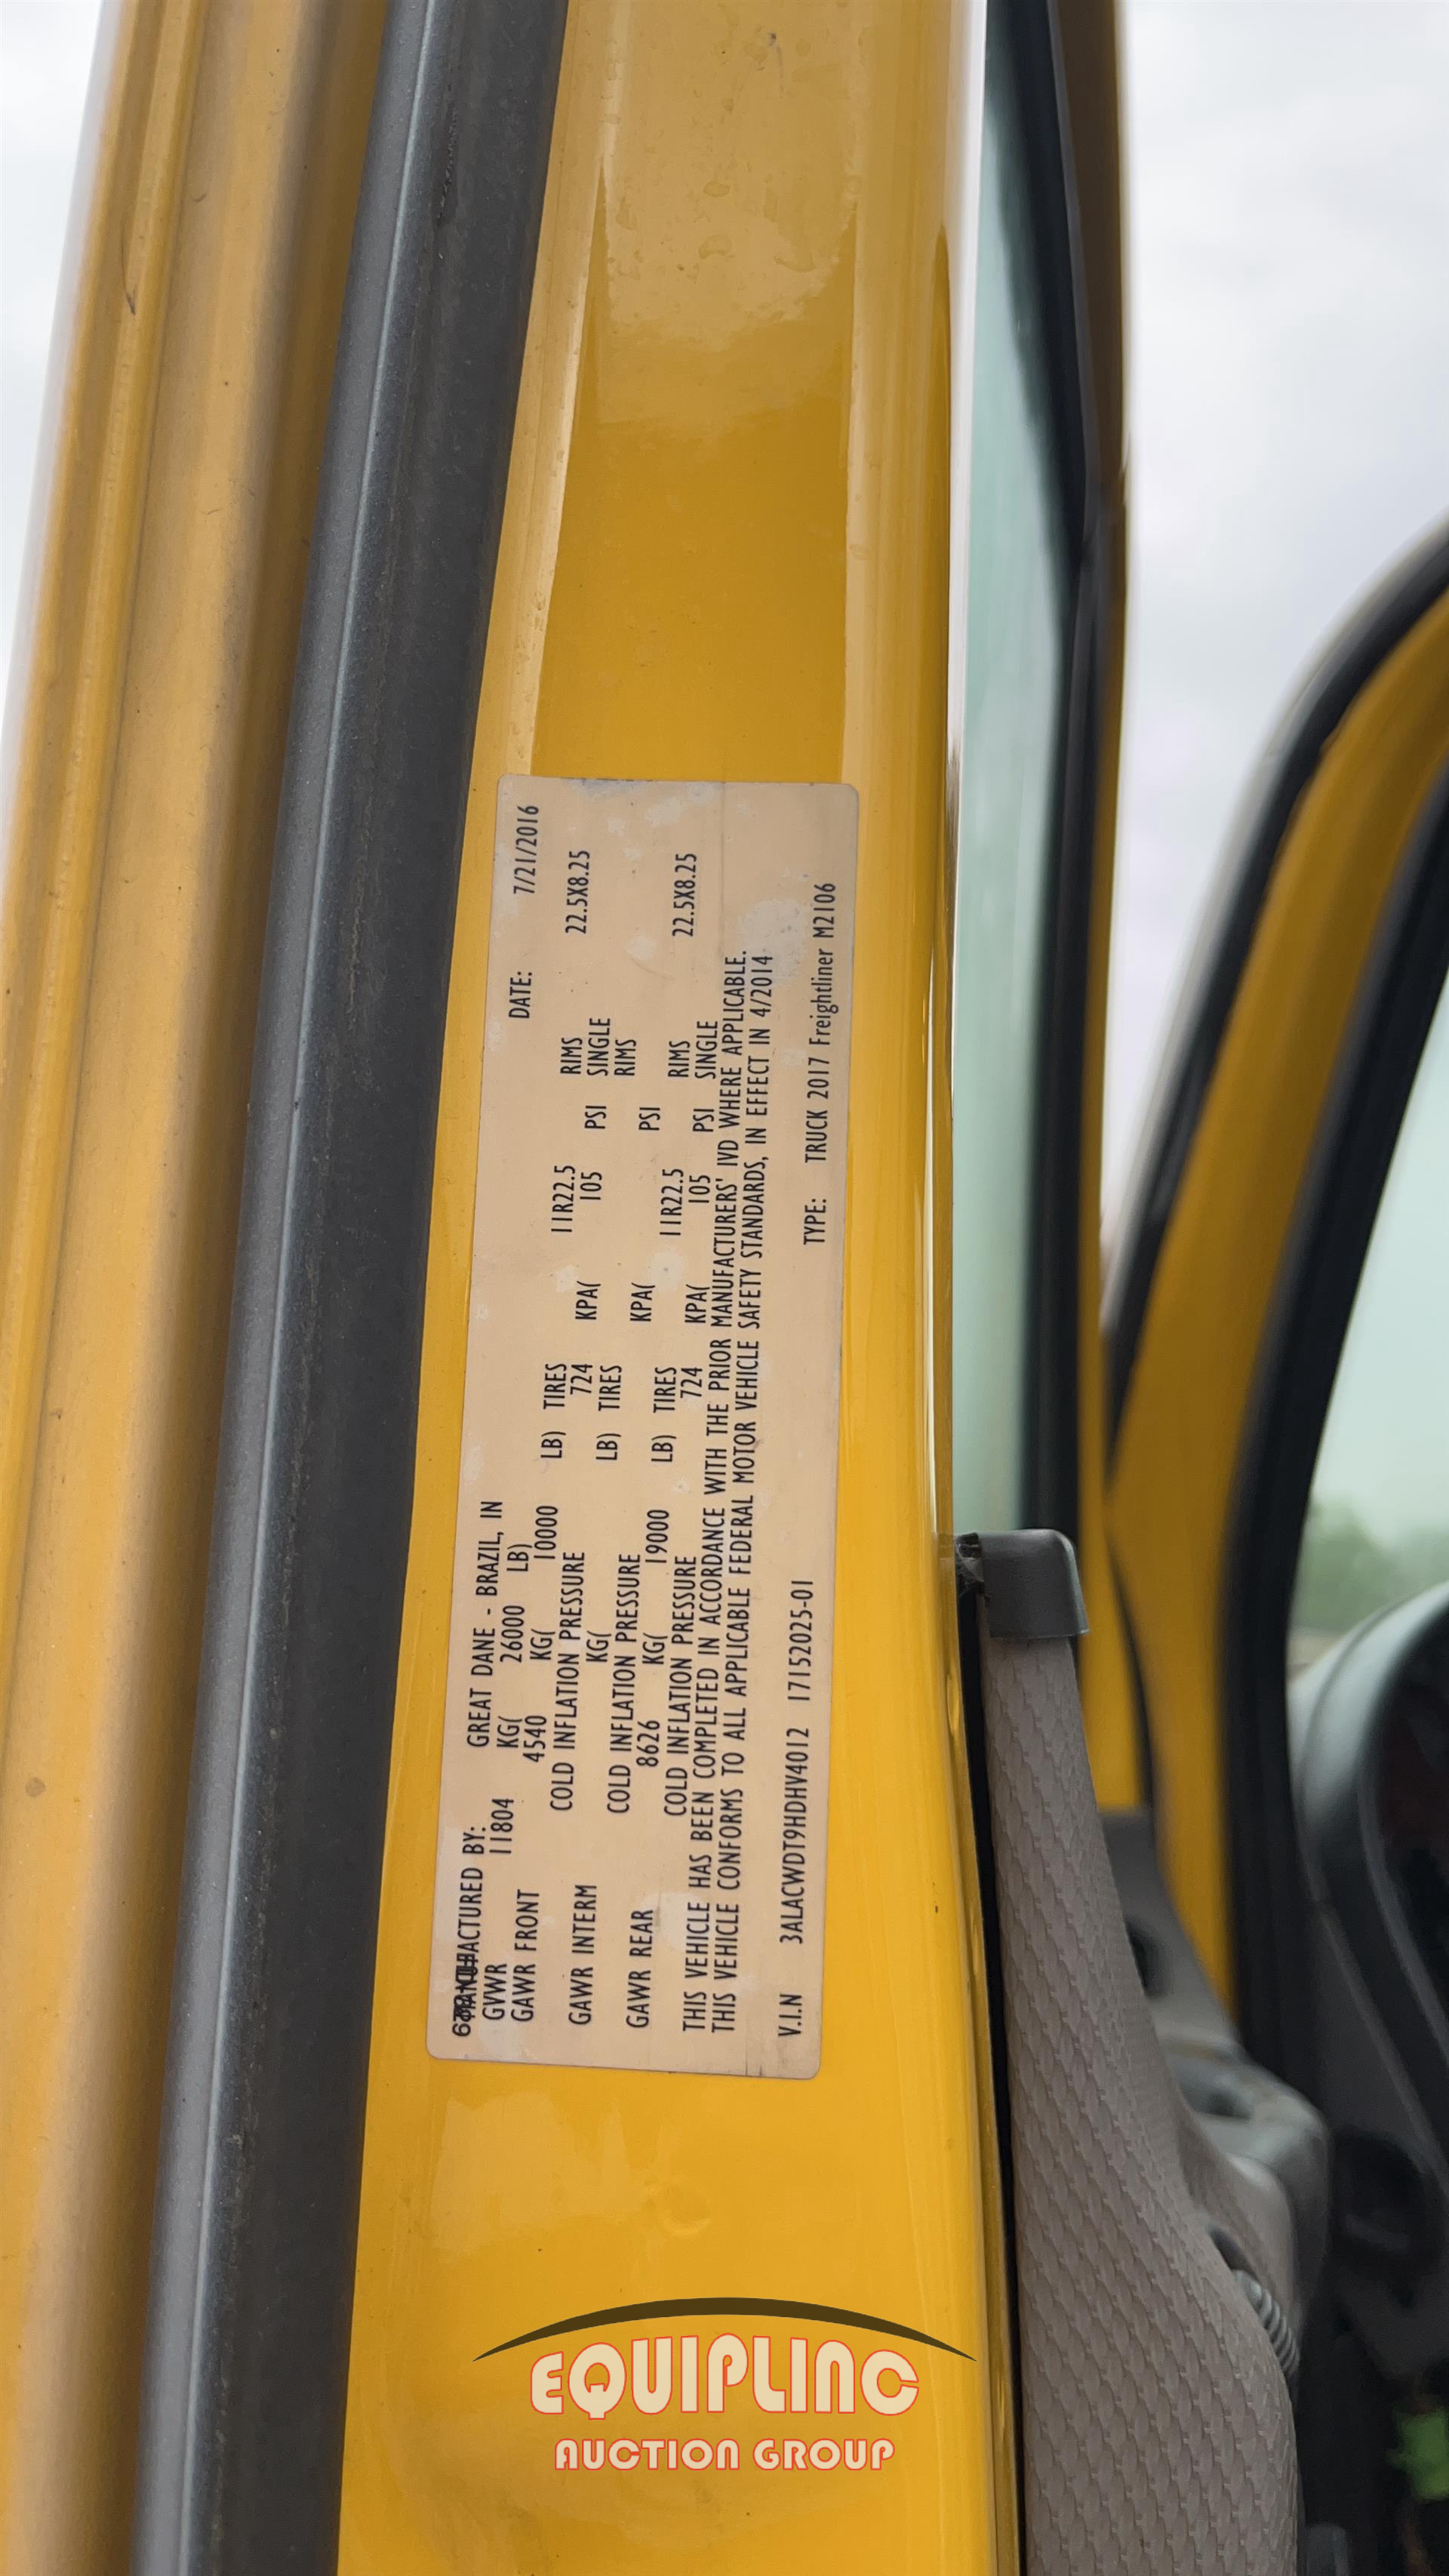 MANUFACTURED BY: GREAT DANE - BRAZIL, IN DATE: 7/21/2016
GVWR 11804 KG( 26000 LB)
GAWR FRONT 4540 KG( 10000 LB) TIRES 11R22.5 RIMS 22.5X8.25
COLD INFLATION PRESSURE 724 KPA( 105 PSI SINGLE
GAWR INTERM KG( LB) TIRES RIMS
COLD INFLATION PRESSURE KPA( PSI
GAWR REAR 8626 KG( 19000 LB) TIRES 11R22.5 RIMS 22.5X8.25
COLD INFLATION PRESSURE 724 KPA( 105 PSI SINGLE
THIS VEHICLE HAS BEEN COMPLETED IN ACCORDANCE WITH THE PRIOR MANUFACTURERS' IVD WHERE APPLICABLE.
THIS VEHICLE CONFORMS TO ALL APPLICABLE FEDERAL MOTOR VEHICLE SAFETY STANDARDS, IN EFFECT IN 4/2014
V.I.N 3ALACWDT9HDHV4012 17152025-01 TYPE: TRUCK 2017 Freightliner M2106
EQUIPLINC
AUCTION GROUP